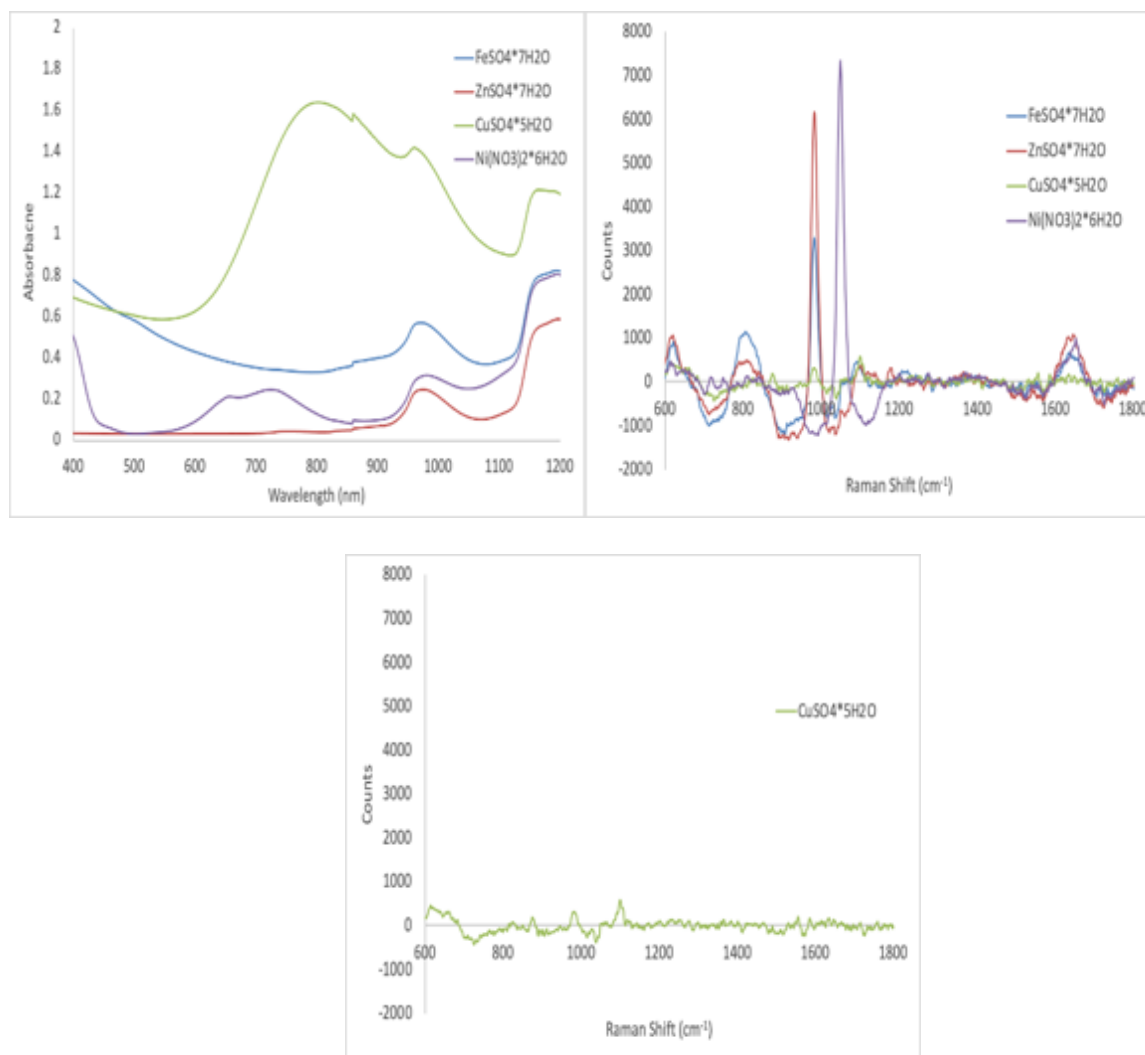 2
1.8
1.6
1.4
1.2
1
0.8
0.6
0.4
0.2
0
Absorbacne
400 500 600 700 800 900 1000 1100 1200
Wavelength (nm)
FeSO4*7H2O
ZnSO4*7H2O
CuSO4*5H2O
Ni(NO3)2*6H2O
8000
7000
6000
5000
4000
3000
2000
1000
0
-1000
-2000
Counts
600 800 1000 1200 1400 1600 1800
Raman Shift (cm-1)
FeSO4*7H2O
ZnSO4*7H2O
CuSO4*5H2O
Ni(NO3)2*6H2O
8000
7000
6000
5000
4000
3000
2000
1000
0
-1000
-2000
Counts
600 800 1000 1200 1400 1600 1800
Raman Shift (cm-1)
CuSO4*5H2O